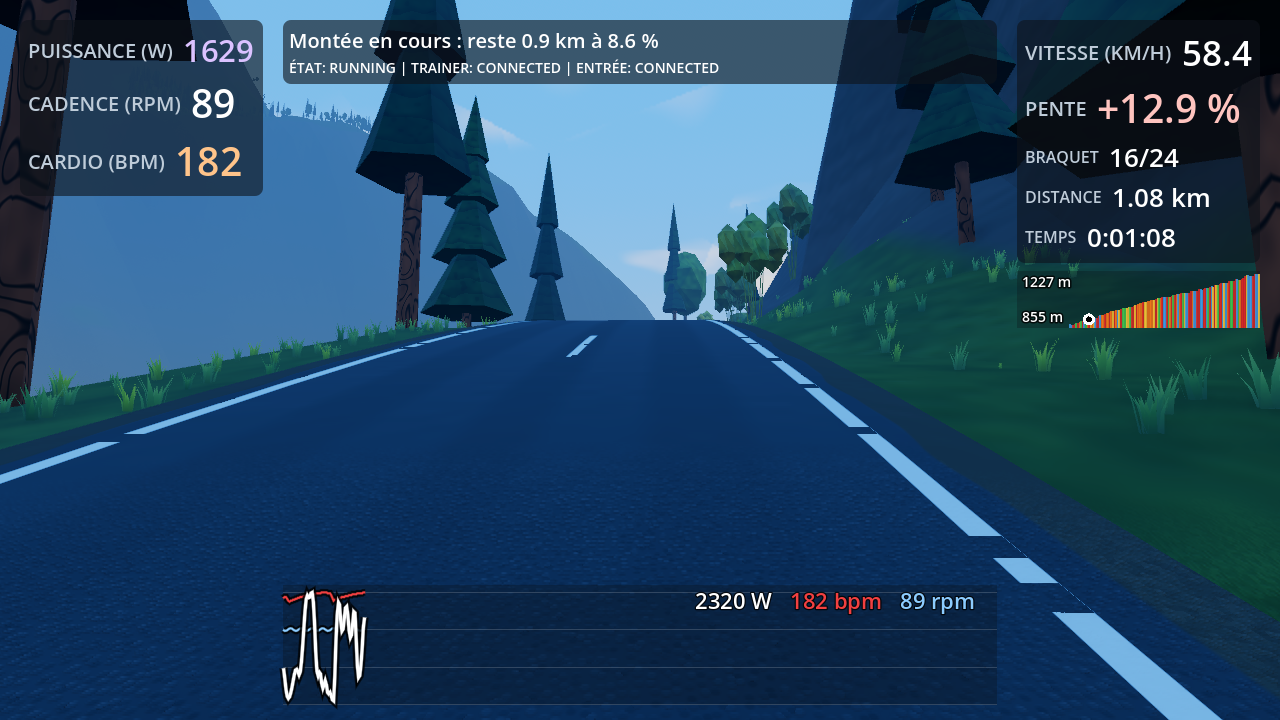 PUISSANCE (W) 1629
CADENCE (RPM) 89
CARDIO (BPM) 182
Montée en cours : reste 0.9 km à 8.6 %
ÉTAT: RUNNING | TRAINER: CONNECTED | ENTRÉE: CONNECTED
VITESSE (KM/H) 58.4
PENTE +12.9 %
BRAQUET 16/24
DISTANCE 1.08 km
TEMPS 0:01:08
1227 m
855 m
2320 W 182 bpm 89 rpm